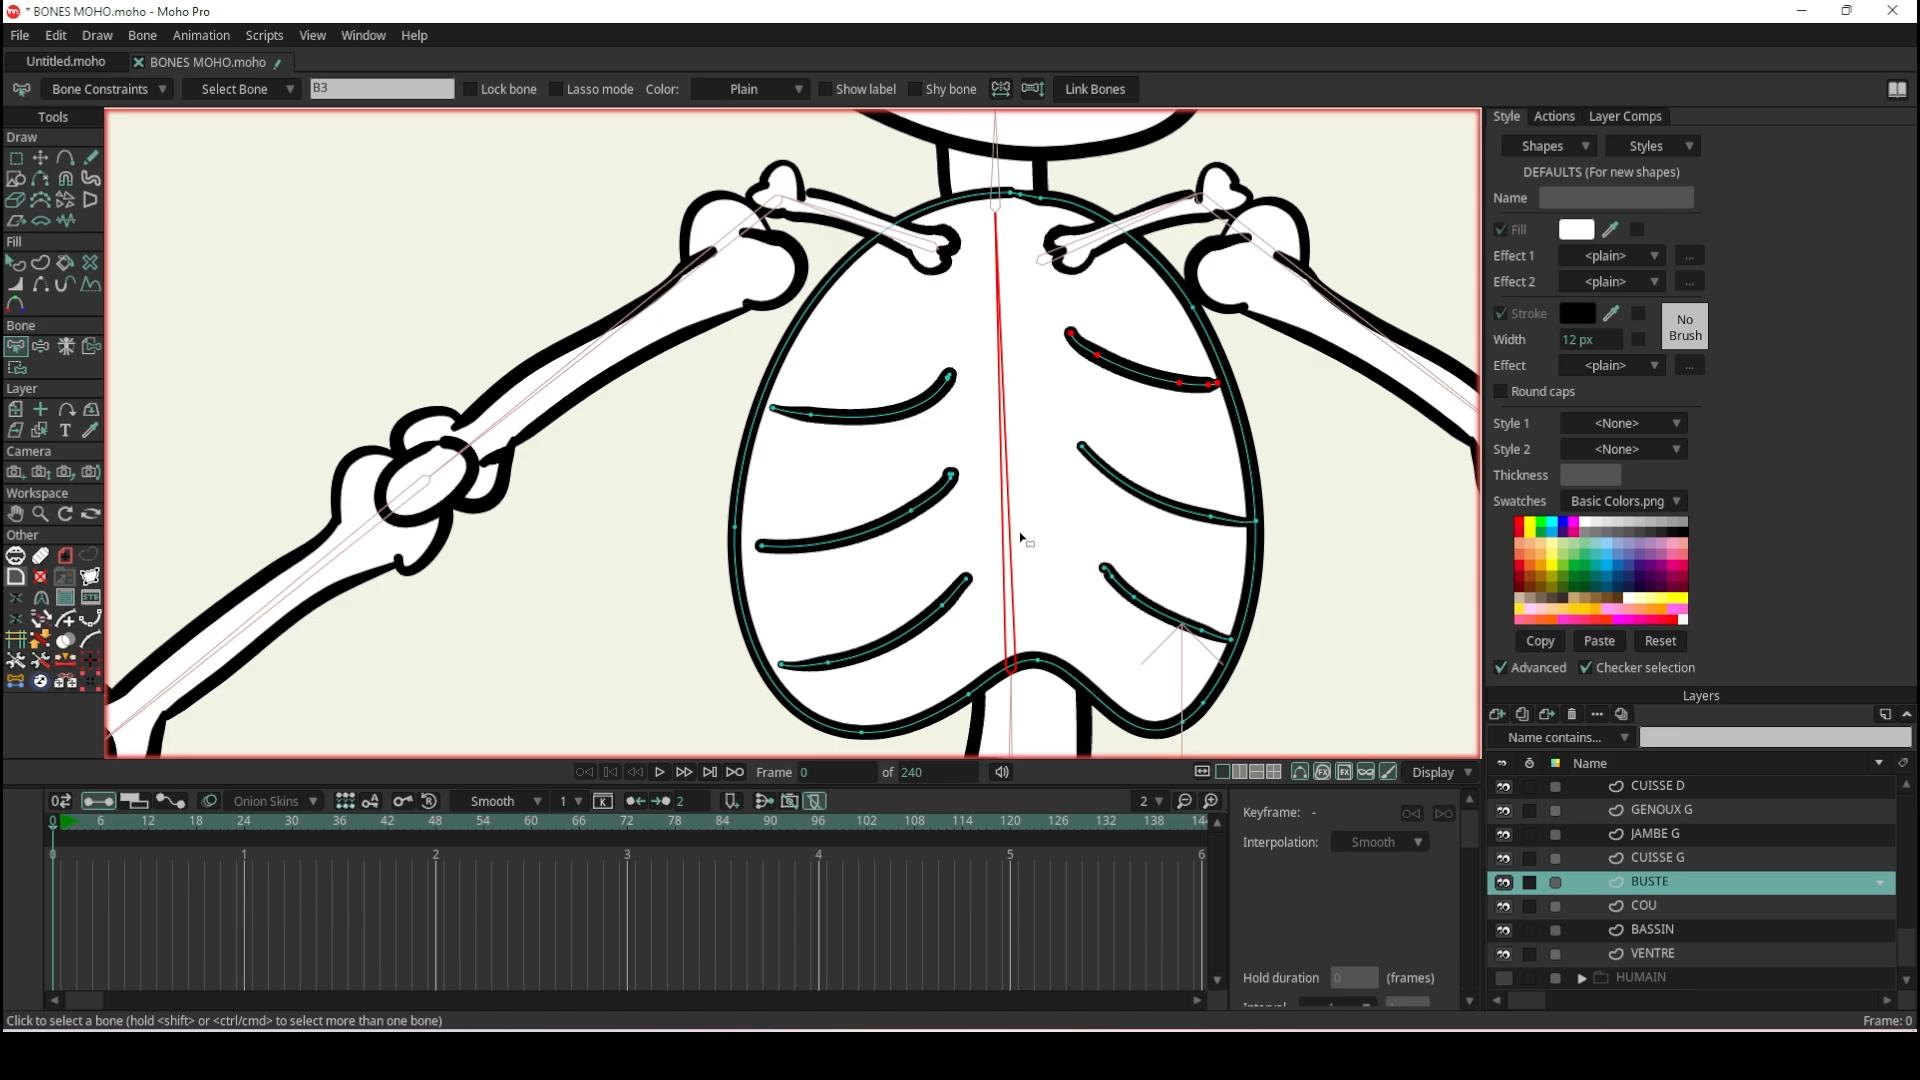 * BONES MOHO.moho - Moho Pro
File Edit Draw Bone Animation Scripts View Window Help
Untitled.moho BONES MOHO.moho
Bone Constraints Select Bone B3 Lock bone Lasso mode Color: Plain Show label Shy bone Link Bones
Tools
Draw
Fill
Bone
Layer
Camera
Workspace
Other
Style Actions Layer Comps
Shapes Styles
DEFAULTS (For new shapes)
Name
Fill
Effect 1 <plain> ...
Effect 2 <plain> ...
Stroke
No Brush
Width 12 px
Effect <plain> ...
Round caps
Style 1 <None>
Style 2 <None>
Thickness
Swatches Basic Colors.png
Copy Paste Reset
Advanced Checker selection
Layers
Name contains...
Name
CUISSE D
GENOUX G
JAMBE G
CUISSE G
BUSTE
COU
BASSIN
VENTRE
HUMAIN
Frame 0 of 240 Display
Onion Skins Smooth 1 2 2
0 6 12 18 24 30 36 42 48 54 60 66 72 78 84 90 96 102 108 114 120 126 132 138 144
0 1 2 3 4 5 6
Keyframe: -
Interpolation: Smooth
Hold duration 0 (frames)
Click to select a bone (hold <shift> or <ctrl/cmd> to select more than one bone) Frame: 0